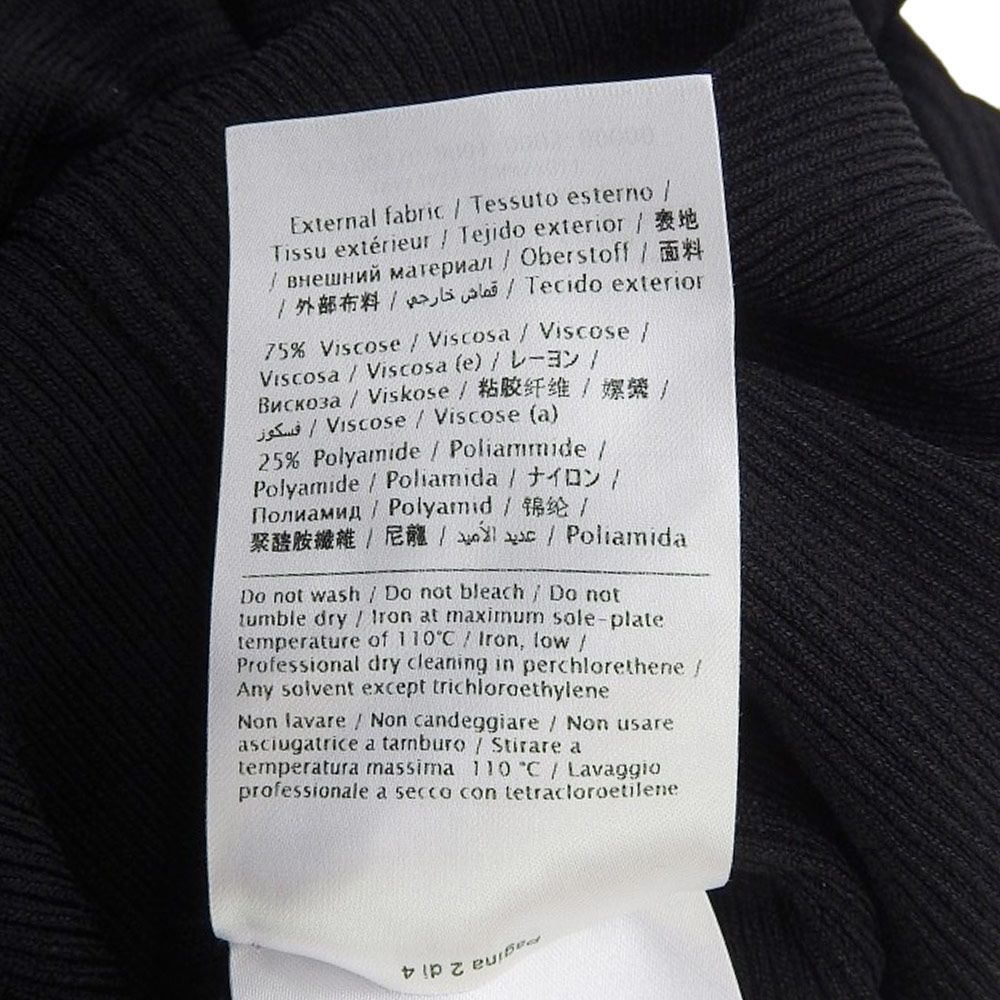 External fabric / Tessuto esterno /
Tissu extérieur / Tejido exterior / 表地
/ внешний материал / Oberstoff / 面料
/ 外部布料 / قماش خارجي / Tecido exterior
75% Viscose / Viscosa / Viscose /
Viscosa / Viscosa (e) / レーヨン /
Вискоза / Viskose / 粘胶纤维 / 嫘縈 /
فسكوز / Viscose / Viscose (a)
25% Polyamide / Poliammide /
Polyamide / Poliamida / ナイロン /
Полиамид / Polyamid / 锦纶 /
聚醯胺纖維 / 尼龍 / عديد الأميد / Poliamida
Do not wash / Do not bleach / Do not
tumble dry / Iron at maximum sole-plate
temperature of 110°C / Iron, low /
Professional dry cleaning in perchlorethene /
Any solvent except trichloroethylene
Non lavare / Non candeggiare / Non usare
asciugatrice a tamburo / Stirare a
temperatura massima 110 °C / Lavaggio
professionale a secco con tetracloroetilene
Pagina 2 di 4